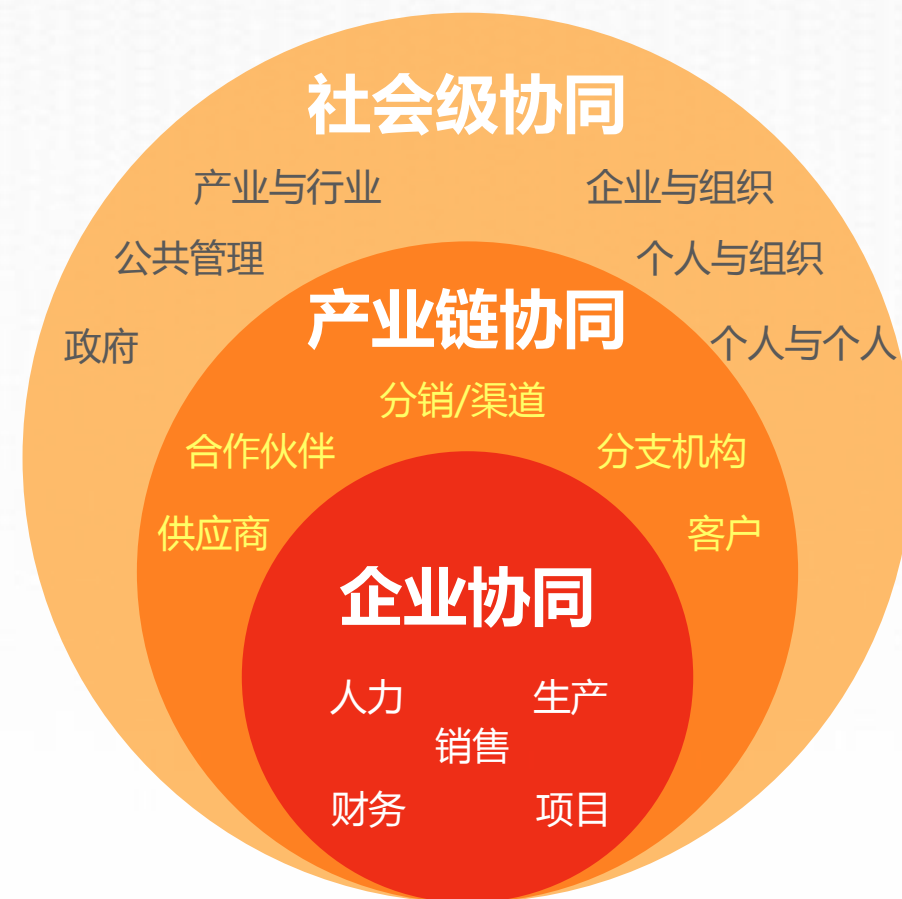 社会级协同
产业与行业
企业与组织
公共管理
个人与组织
政府
个人与个人
产业链协同
分销/渠道
合作伙伴
分支机构
供应商
客户
企业协同
人力
生产
销售
财务
项目